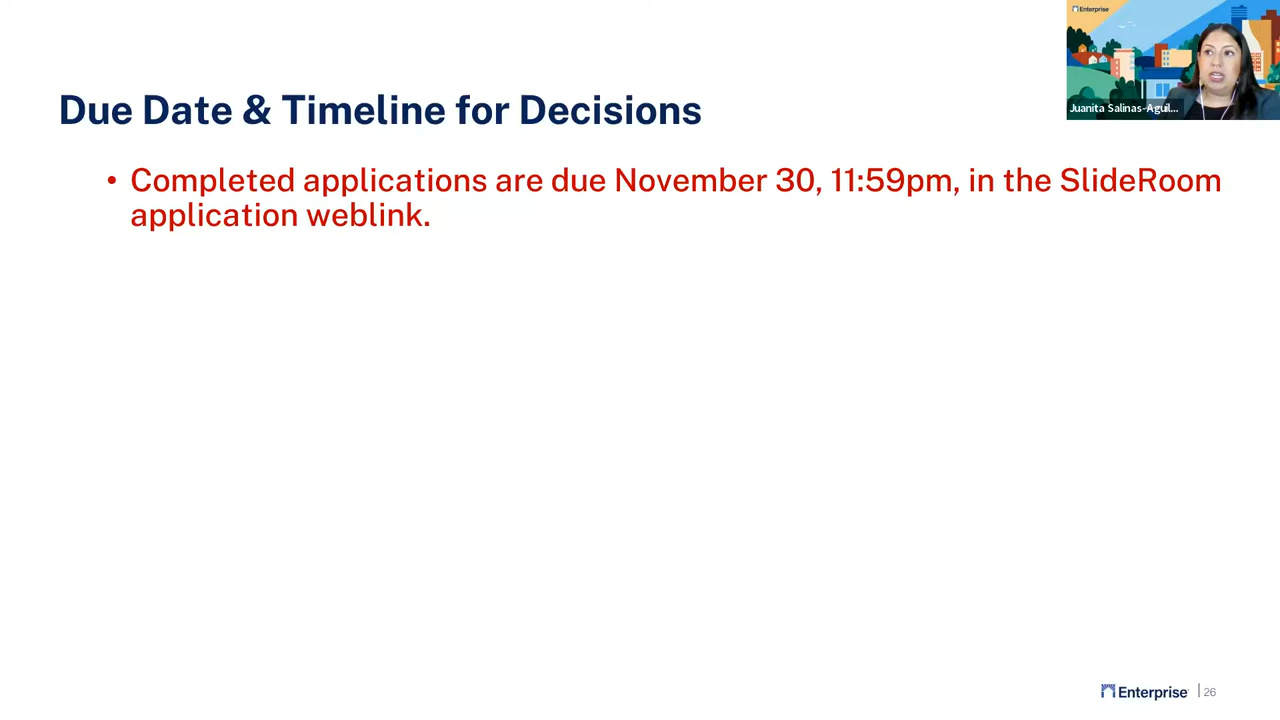 Enterprise
Juanita Salinas-Aguil...
Due Date & Timeline for Decisions
• Completed applications are due November 30, 11:59pm, in the SlideRoom
application weblink.
Enterprise | 26